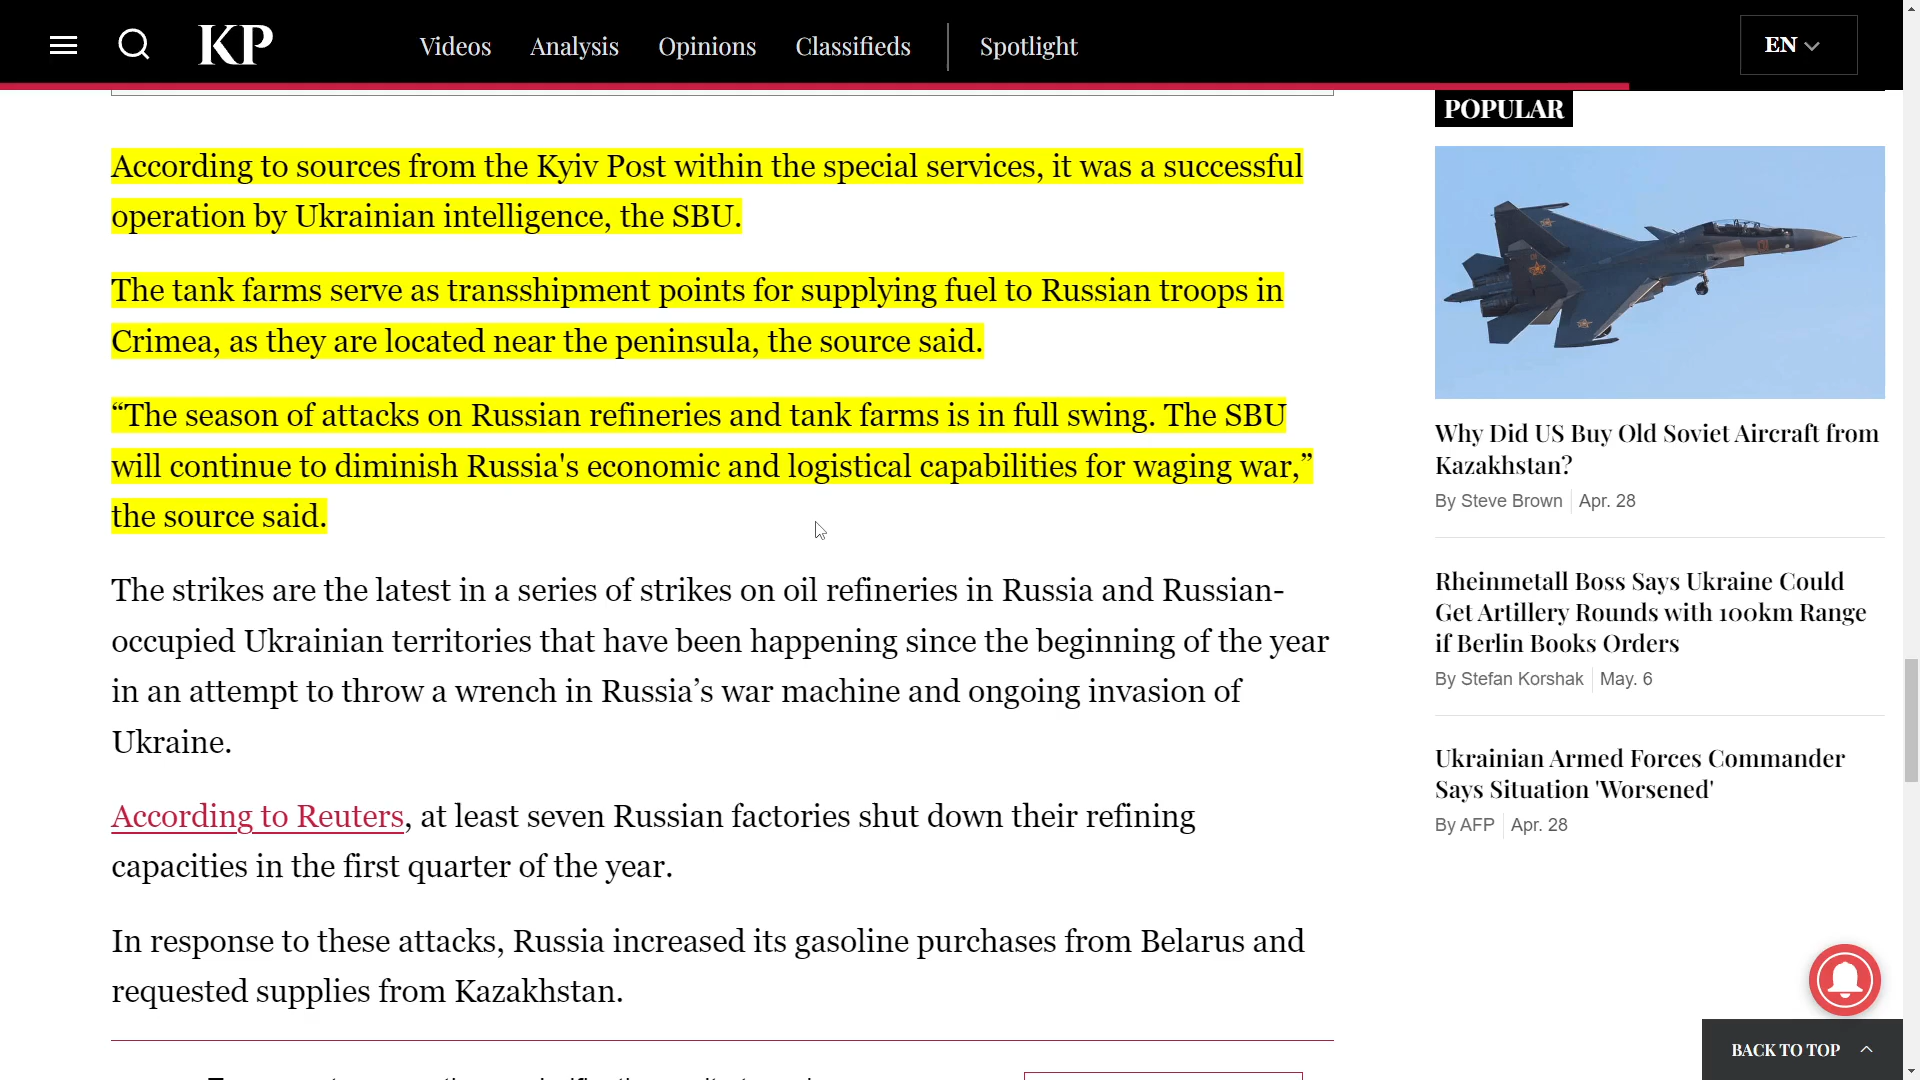 KP
Videos
Analysis
Opinions
Classifieds
Spotlight
EN
According to sources from the Kyiv Post within the special services, it was a successful
operation by Ukrainian intelligence, the SBU.
The tank farms serve as transshipment points for supplying fuel to Russian troops in
Crimea, as they are located near the peninsula, the source said.
“The season of attacks on Russian refineries and tank farms is in full swing. The SBU
will continue to diminish Russia's economic and logistical capabilities for waging war,”
the source said.
The strikes are the latest in a series of strikes on oil refineries in Russia and Russian-
occupied Ukrainian territories that have been happening since the beginning of the year
in an attempt to throw a wrench in Russia’s war machine and ongoing invasion of
Ukraine.
According to Reuters, at least seven Russian factories shut down their refining
capacities in the first quarter of the year.
In response to these attacks, Russia increased its gasoline purchases from Belarus and
requested supplies from Kazakhstan.
POPULAR
01
Why Did US Buy Old Soviet Aircraft from
Kazakhstan?
By Steve Brown Apr. 28
Rheinmetall Boss Says Ukraine Could
Get Artillery Rounds with 100km Range
if Berlin Books Orders
By Stefan Korshak May. 6
Ukrainian Armed Forces Commander
Says Situation 'Worsened'
By AFP Apr. 28
BACK TO TOP